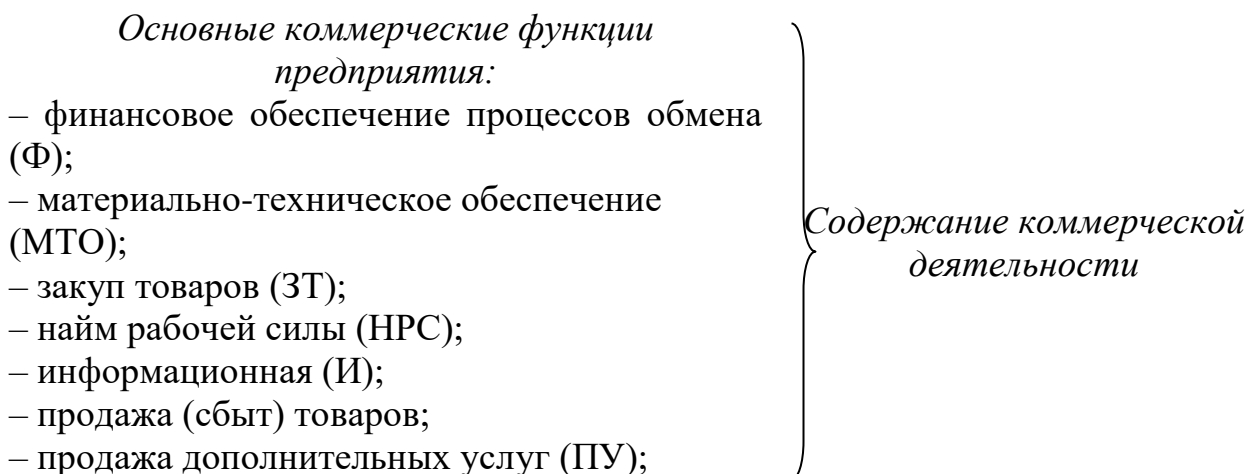 Основные коммерческие функции
предприятия:
– финансовое обеспечение процессов обмена
(Ф);
– материально-техническое обеспечение
(МТО);
– закуп товаров (ЗТ);
– найм рабочей силы (НРС);
– информационная (И);
– продажа (сбыт) товаров;
– продажа дополнительных услуг (ПУ);
Содержание коммерческой
деятельности